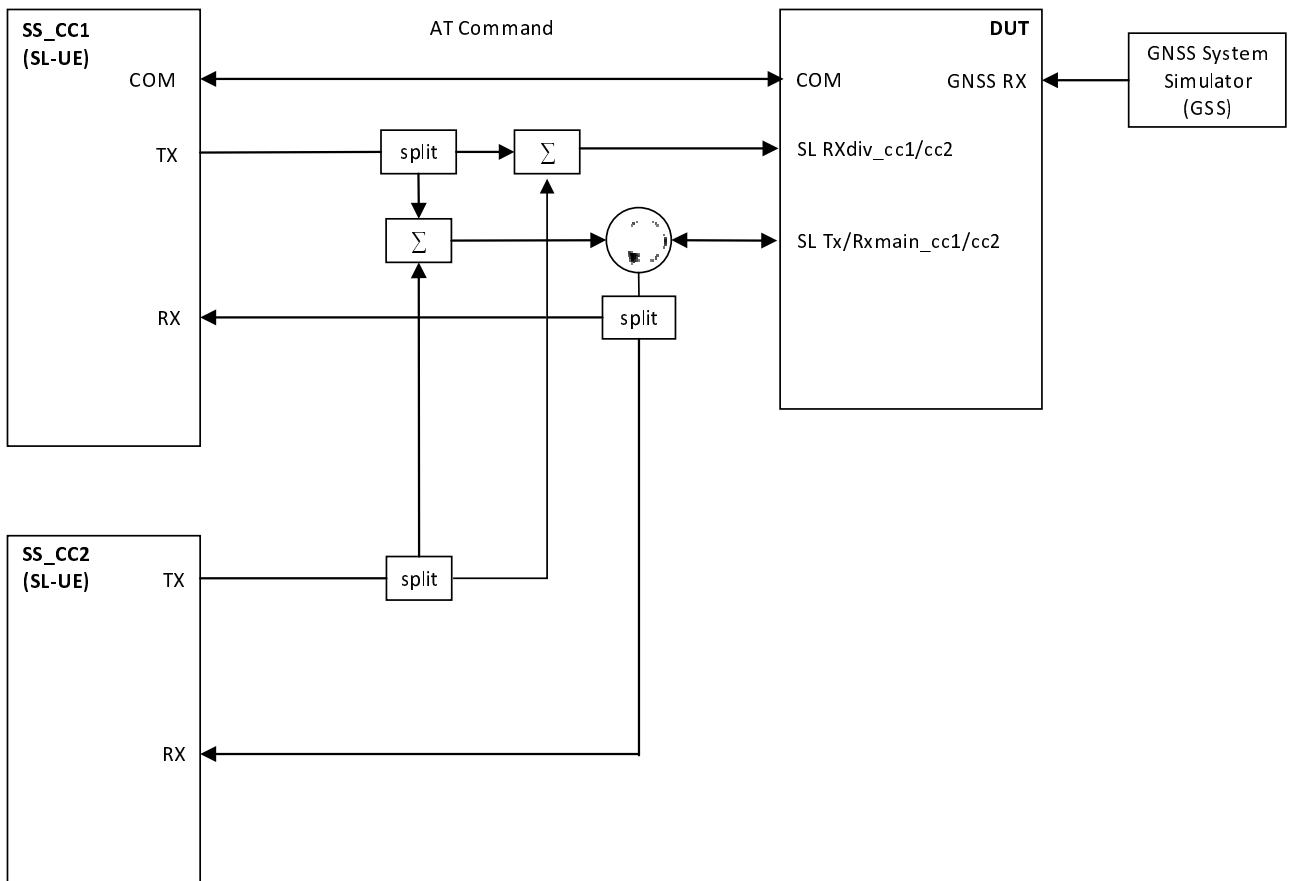 SS_CC1
(SL-UE)
AT Command
DUT
COM
COM
GNSS RX
GNSS System
Simulator
(GSS)
TX
split
∑
SL RXdiv_cc1/cc2
∑
SL Tx/Rxmain_cc1/cc2
RX
split
SS_CC2
(SL-UE)
TX
split
RX